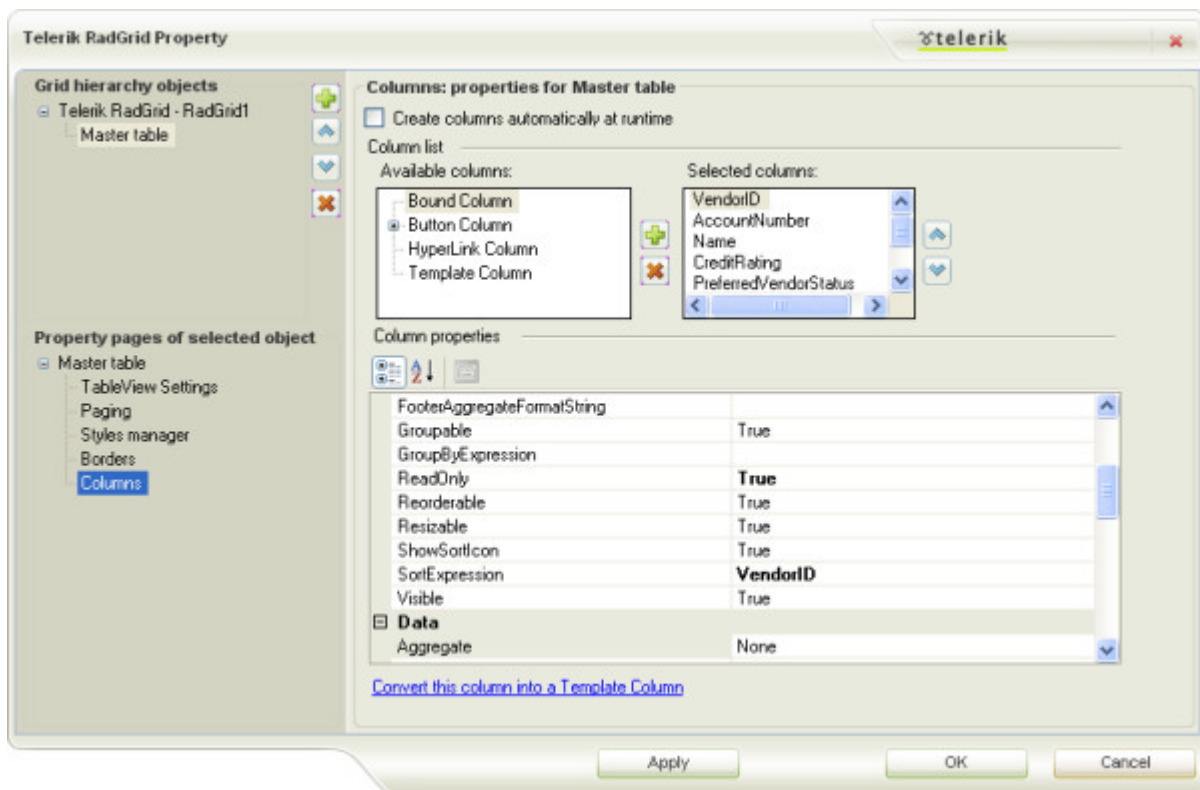 Telerik RadGrid Property
telerik
Grid hierarchy objects
Telerik RadGrid - RadGrid1
Master table
Property pages of selected object
Master table
TableView Settings
Paging
Styles manager
Borders
Columns
Columns: properties for Master table
Create columns automatically at runtime
Column list
Available columns:
Bound Column
Button Column
HyperLink Column
Template Column
Selected columns:
VendorID
AccountNumber
Name
CreditRating
PreferredVendorStatus
Column properties
FooterAggregateFormatString
Groupable True
GroupByExpression
ReadOnly True
Reorderable True
Resizable True
ShowSortIcon True
SortExpression VendorID
Visible True
Data
Aggregate None
Convert this column into a Template Column
Apply OK Cancel